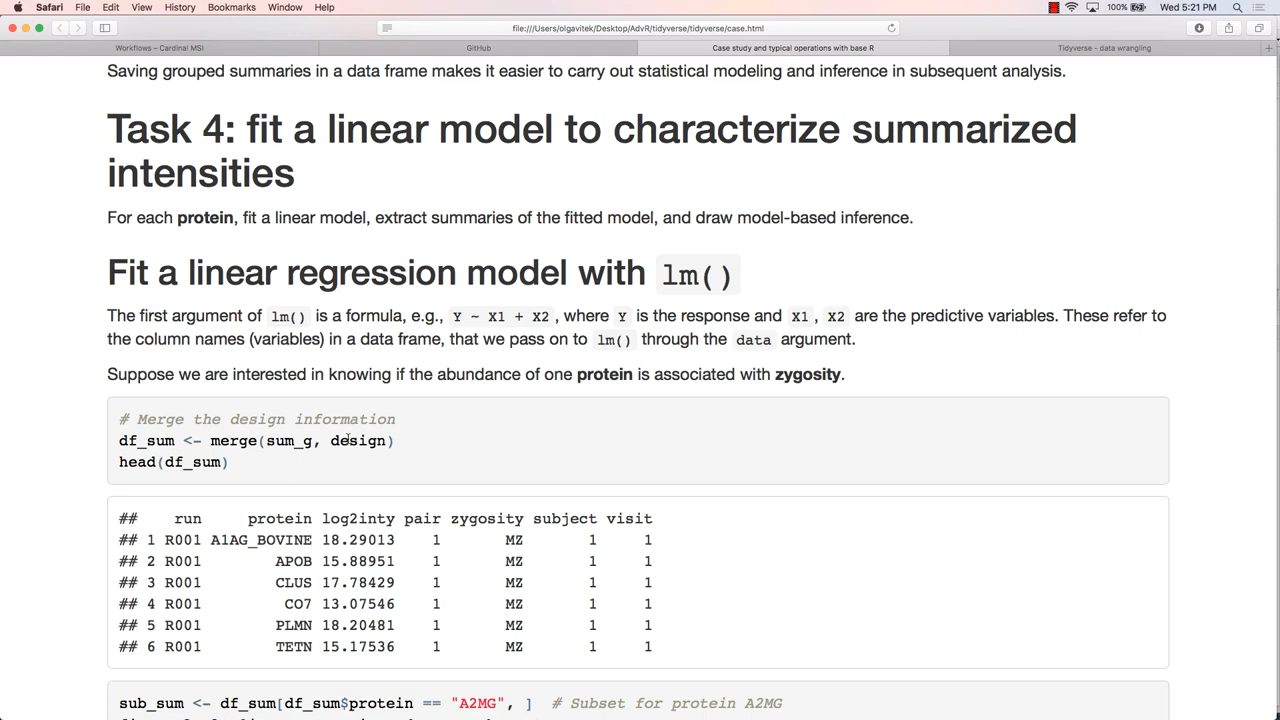 Safari File Edit View History Bookmarks Window Help 100% Wed 5:21 PM
file:///Users/olgavitek/Desktop/AdvR/tidyverse/tidyverse/case.html
Workflows – Cardinal MSI GitHub Case study and typical operations with base R Tidyverse - data wrangling
Saving grouped summaries in a data frame makes it easier to carry out statistical modeling and inference in subsequent analysis.
Task 4: fit a linear model to characterize summarized
intensities
For each protein, fit a linear model, extract summaries of the fitted model, and draw model-based inference.
Fit a linear regression model with lm()
The first argument of lm() is a formula, e.g., Y ~ X1 + X2, where Y is the response and X1, X2 are the predictive variables. These refer to
the column names (variables) in a data frame, that we pass on to lm() through the data argument.
Suppose we are interested in knowing if the abundance of one protein is associated with zygosity.
# Merge the design information
df_sum <- merge(sum_g, design)
head(df_sum)
## run protein log2inty pair zygosity subject visit
## 1 R001 A1AG_BOVINE 18.29013 1 MZ 1 1
## 2 R001 APOB 15.88951 1 MZ 1 1
## 3 R001 CLUS 17.78429 1 MZ 1 1
## 4 R001 CO7 13.07546 1 MZ 1 1
## 5 R001 PLMN 18.20481 1 MZ 1 1
## 6 R001 TETN 15.17536 1 MZ 1 1
sub_sum <- df_sum[df_sum$protein == "A2MG", ] # Subset for protein A2MG